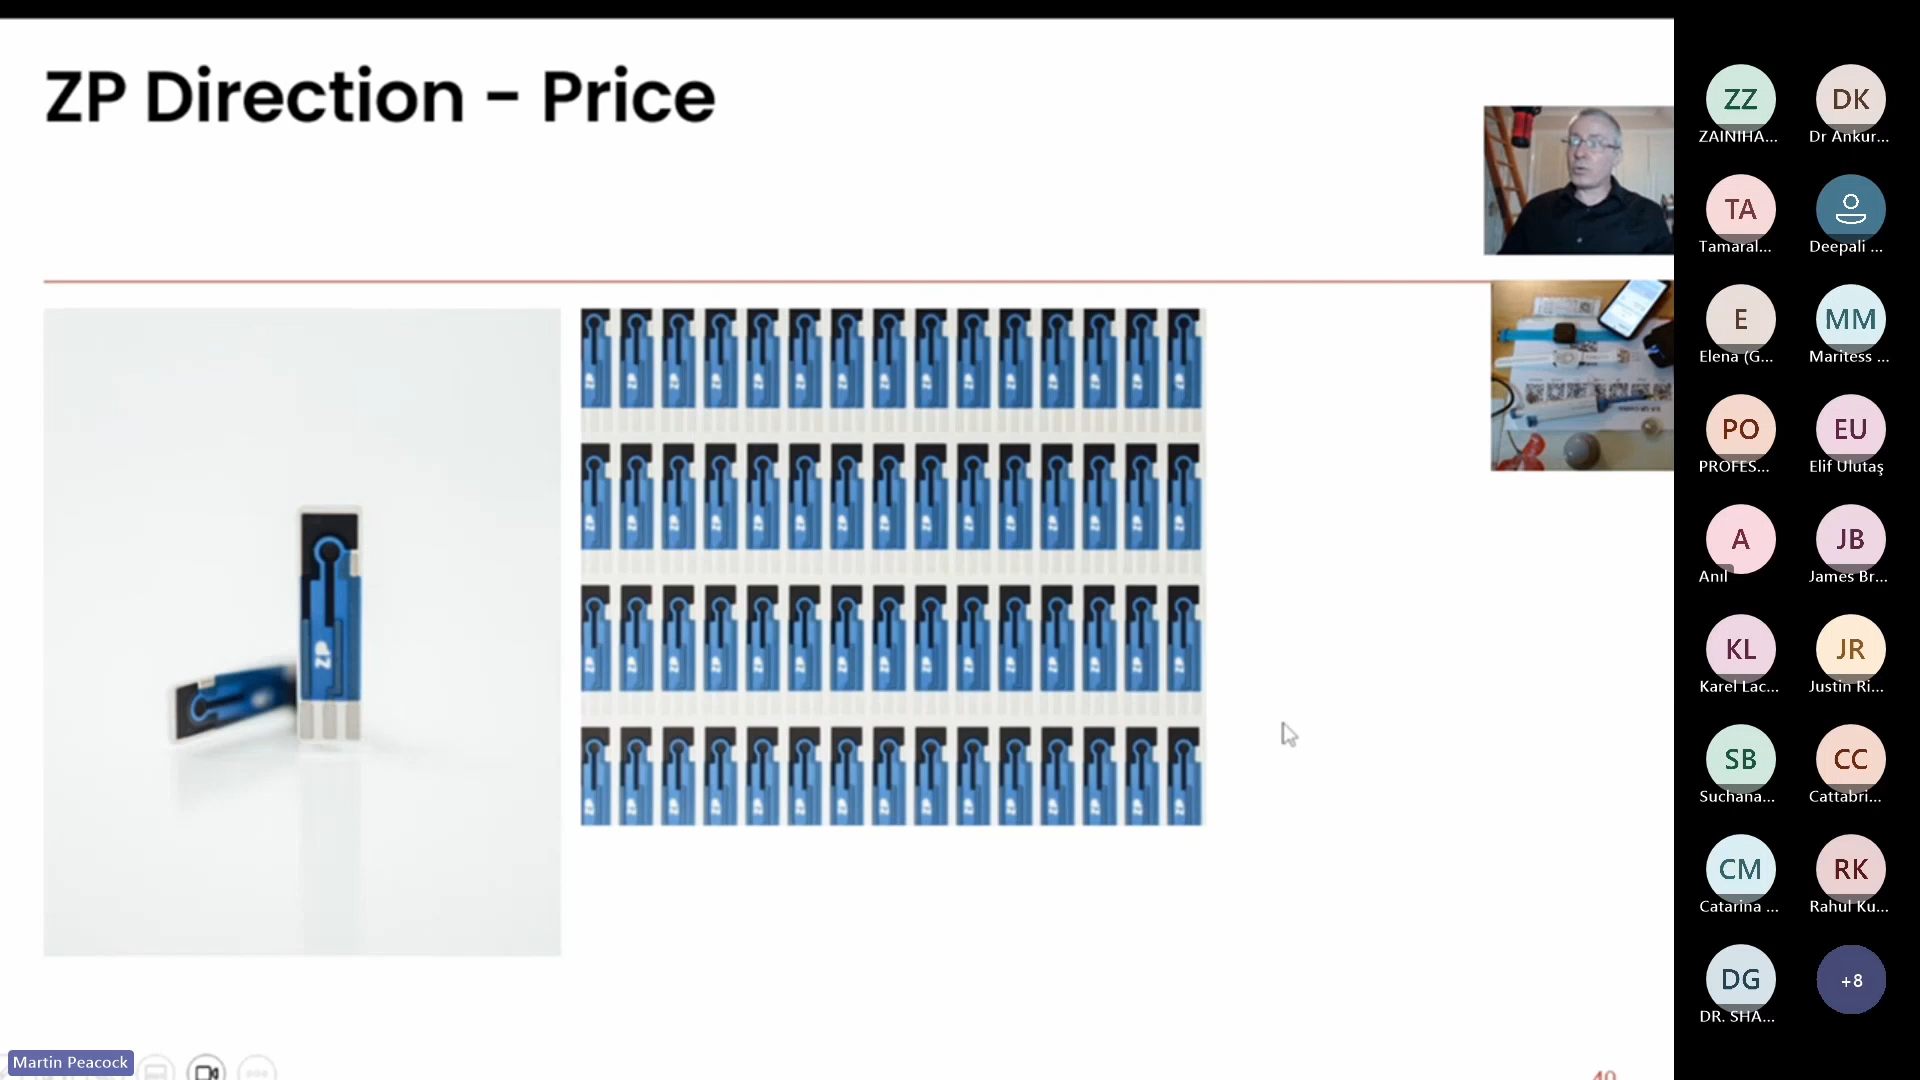 ZP Direction - Price
ZP
Martin Peacock
40
ZZ
ZAINIHA...
DK
Dr Ankur...
TA
Tamaral...
Deepali ...
E
Elena (G...
MM
Maritess ...
PO
PROFES...
EU
Elif Ulutaş
A
Anıl
JB
James Br...
KL
Karel Lac...
JR
Justin Ri...
SB
Suchana...
CC
Cattabri...
CM
Catarina ...
RK
Rahul Ku...
DG
DR. SHA...
+8